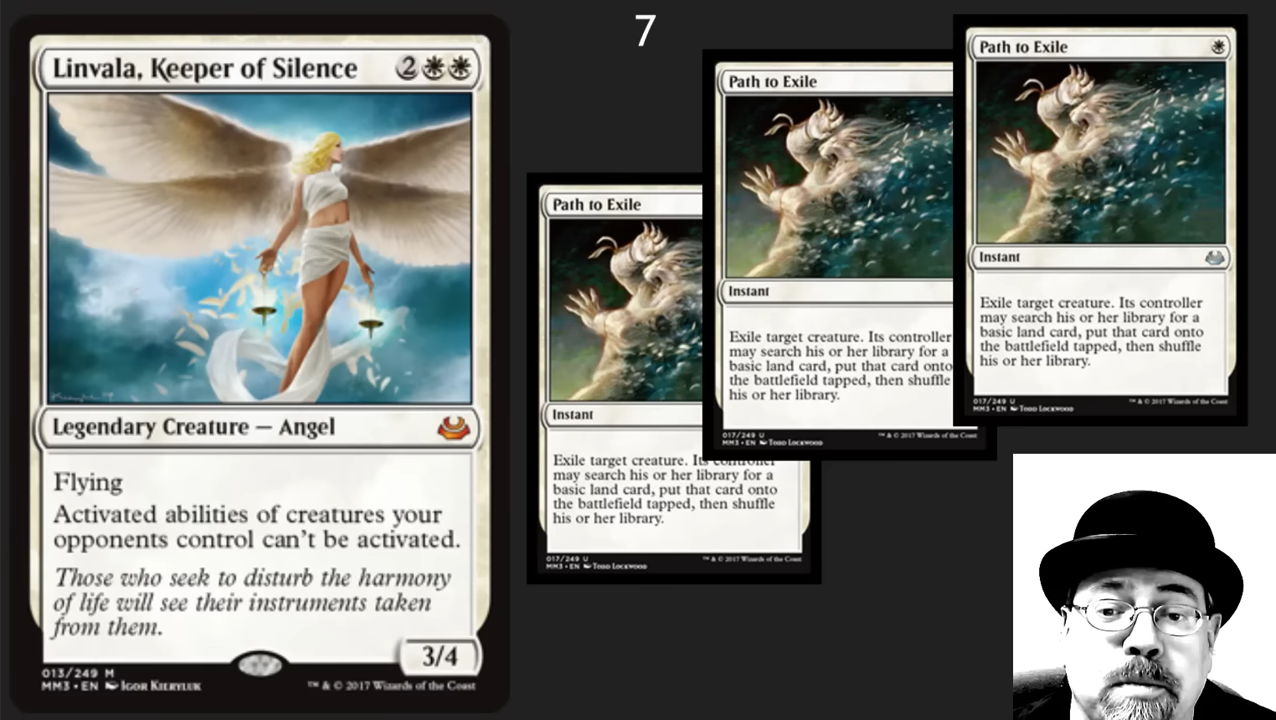 7
Linvala, Keeper of Silence 2
Legendary Creature — Angel
Flying
Activated abilities of creatures your
opponents control can't be activated.
Those who seek to disturb the harmony
of life will see their instruments taken
from them.
3/4
013/249 M
MM3 • EN Igor Kieryluk ™ & © 2017 Wizards of the Coast
Path to Exile
Instant
Exile target creature. Its controller
may search his or her library for a
basic land card, put that card onto
the battlefield tapped, then shuffle
his or her library.
017/249 U
MM3 • EN Todd Lockwood ™ & © 2017 Wizards of the Coast
Path to Exile
Instant
Exile target creature. Its controller
may search his or her library for a
basic land card, put that card onto
the battlefield tapped, then shuffle
his or her library.
017/249 U
MM3 • EN Todd Lockwood ™ & © 2017 Wizards of the Coast
Path to Exile
Instant
Exile target creature. Its controller
may search his or her library for a
basic land card, put that card onto
the battlefield tapped, then shuffle
his or her library.
017/249 U
MM3 • EN Todd Lockwood ™ & © 2017 Wizards of the Coast